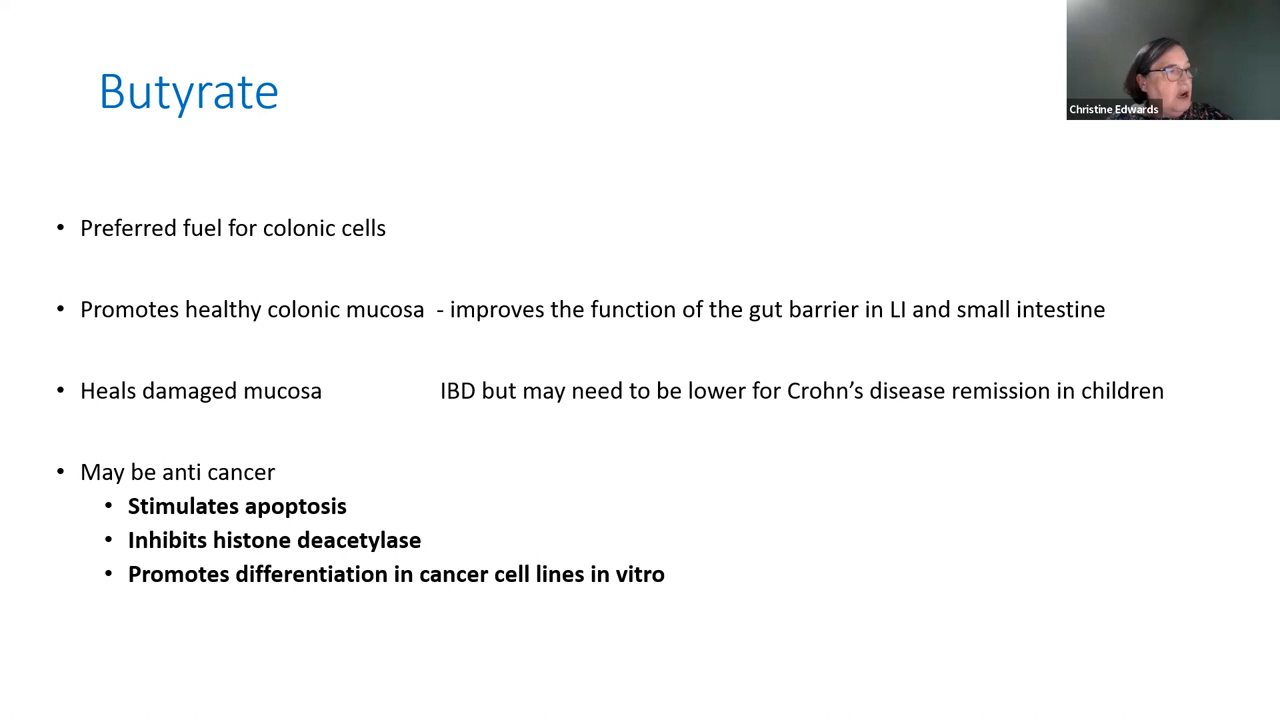 Butyrate
Christine Edwards
• Preferred fuel for colonic cells
• Promotes healthy colonic mucosa - improves the function of the gut barrier in LI and small intestine
• Heals damaged mucosa IBD but may need to be lower for Crohn’s disease remission in children
• May be anti cancer
• Stimulates apoptosis
• Inhibits histone deacetylase
• Promotes differentiation in cancer cell lines in vitro